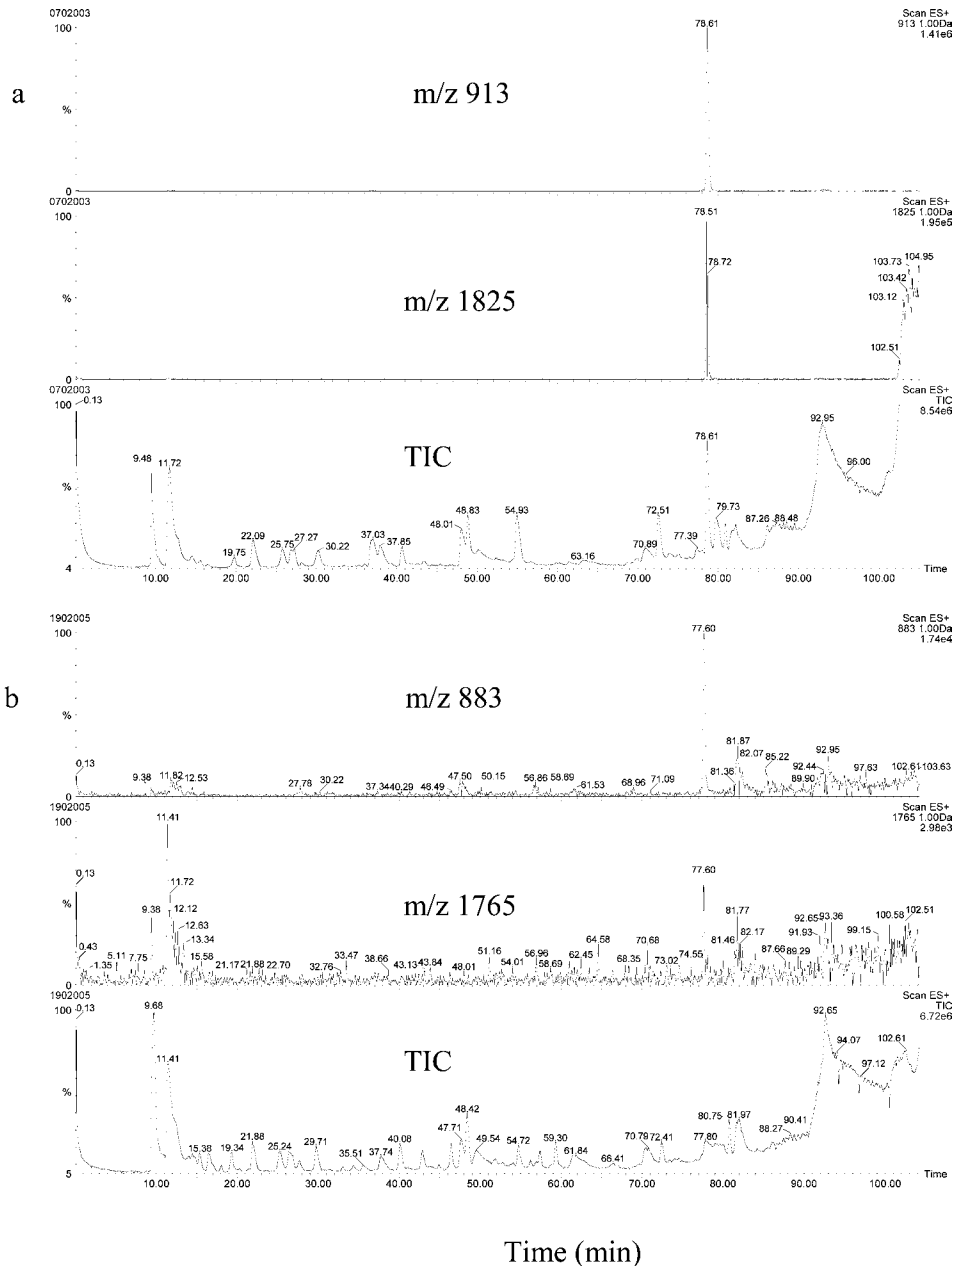 0702003
Scan ES+
913 1.00Da
1.41e6
100
78.61
a
m/z 913
%
0
0702003
Scan ES+
1825 1.00Da
1.95e5
100
78.51
78.72
103.73 104.95
103.42
103.12
%
m/z 1825
102.51
0
0702003
Scan ES+
TIC
8.54e6
100
0.13
92.95
78.61
9.48 11.72
TIC
96.00
%
48.83 54.93 72.51 79.73
48.01 87.26 88.48
22.09 25.75 27.27 37.03 37.85 77.39
19.75 30.22 63.16 70.89
4
Time
10.00 20.00 30.00 40.00 50.00 60.00 70.00 80.00 90.00 100.00
1902005
Scan ES+
883 1.00Da
1.74e4
100
77.60
b
m/z 883
%
81.87
0.13 82.07 85.22 92.95
9.38 11.82 12.53 27.78 30.22 37.34 40.29 46.49 47.50 50.15 56.86 58.69 61.53 68.96 71.09 81.36 89.90 92.44 97.63 102.61 103.63
0
1902005
Scan ES+
1765 1.00Da
2.98e3
100
11.41
0.13 11.72 77.60
%
m/z 1765
9.38 12.12 81.77 92.65 93.36 100.58 102.51
12.63 13.34 64.58 70.68 81.46 82.17 91.93 99.15
0.43 1.35 5.11 7.75 15.58 21.17 21.88 22.70 32.76 33.47 38.66 43.13 43.84 48.01 51.16 54.01 56.96 58.69 62.45 68.35 73.02 74.55 87.66 89.29
0
1902005
Scan ES+
TIC
6.72e6
100
0.13 9.68 92.65
11.41
TIC
94.07 102.61
97.12
%
48.42 80.75 81.97 90.41
47.71 88.27
15.38 19.34 21.88 25.24 29.71 35.51 37.74 40.08 49.54 54.72 59.30 61.84 66.41 70.79 72.41 77.80
5
Time
10.00 20.00 30.00 40.00 50.00 60.00 70.00 80.00 90.00 100.00
Time (min)